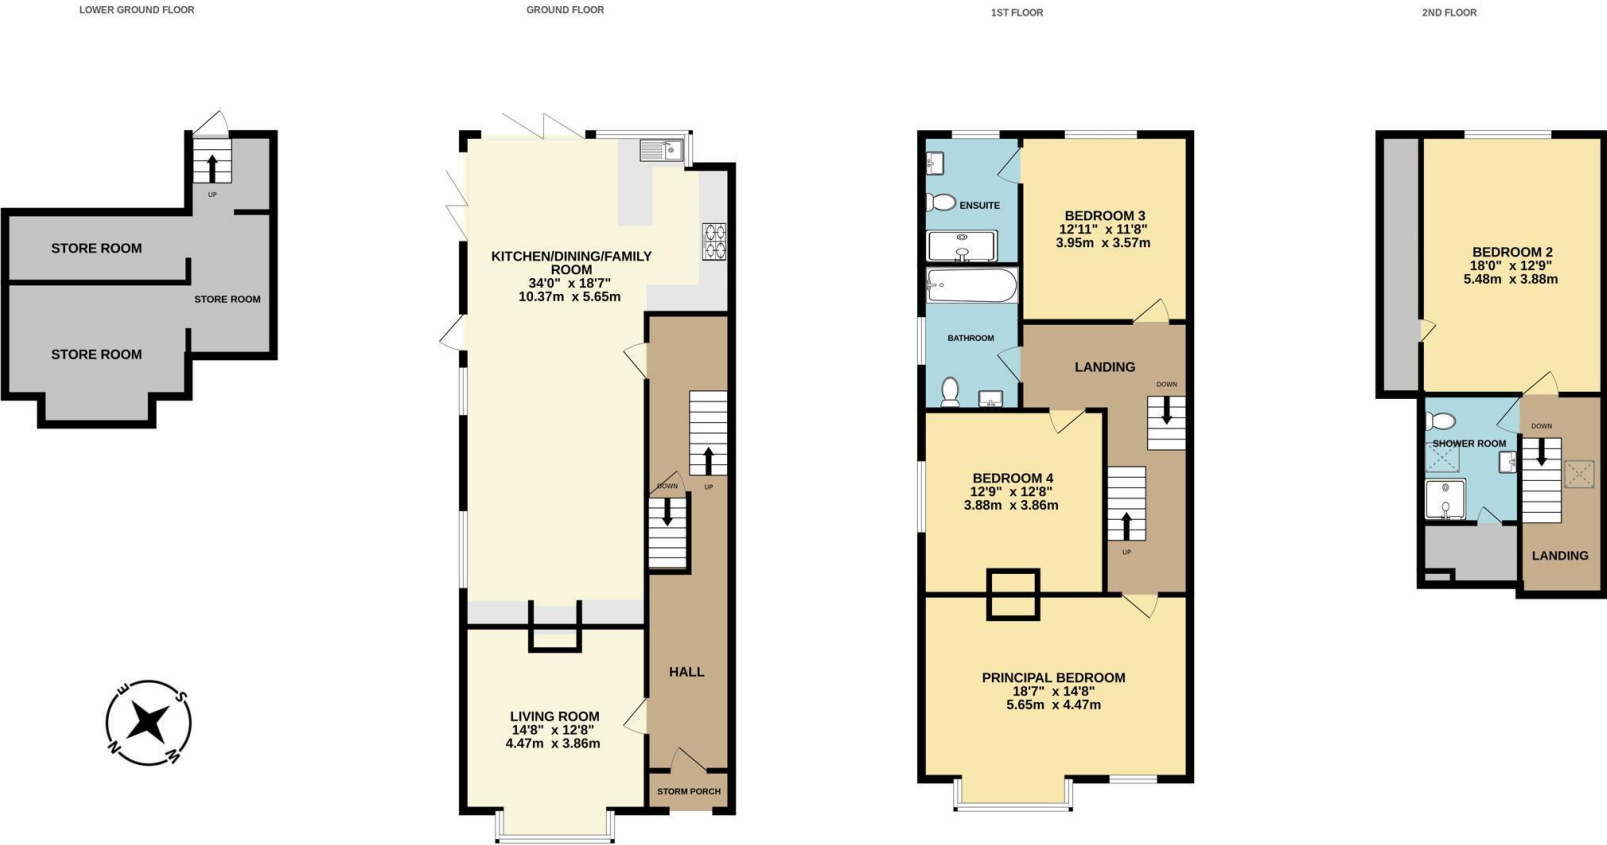 LOWER GROUND FLOOR
UP
STORE ROOM
STORE ROOM
STORE ROOM
GROUND FLOOR
KITCHEN/DINING/FAMILY
ROOM
34'0" x 18'7"
10.37m x 5.65m
DOWN
UP
HALL
LIVING ROOM
14'8" x 12'8"
4.47m x 3.86m
STORM PORCH
1ST FLOOR
ENSUITE
BEDROOM 3
12'11" x 11'8"
3.95m x 3.57m
BATHROOM
LANDING
DOWN
BEDROOM 4
12'9" x 12'8"
3.88m x 3.86m
UP
PRINCIPAL BEDROOM
18'7" x 14'8"
5.65m x 4.47m
2ND FLOOR
BEDROOM 2
18'0" x 12'9"
5.48m x 3.88m
DOWN
SHOWER ROOM
LANDING
E
S
N
W